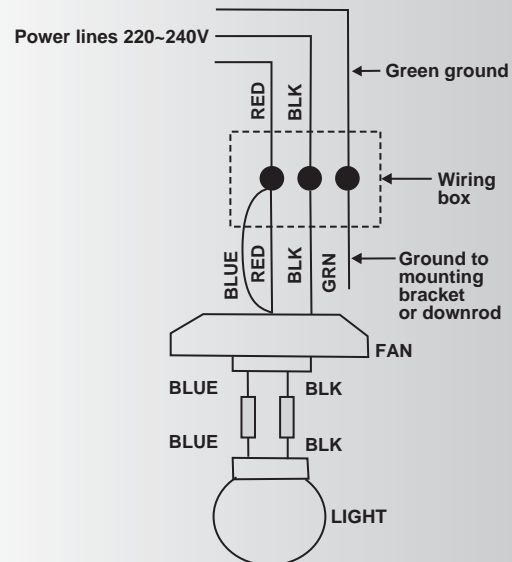 Power lines 220~240V
Green ground
RED
BLK
Wiring
box
BLUE
RED
BLK
GRN
Ground to
mounting
bracket
or downrod
FAN
BLUE
BLK
BLUE
BLK
LIGHT